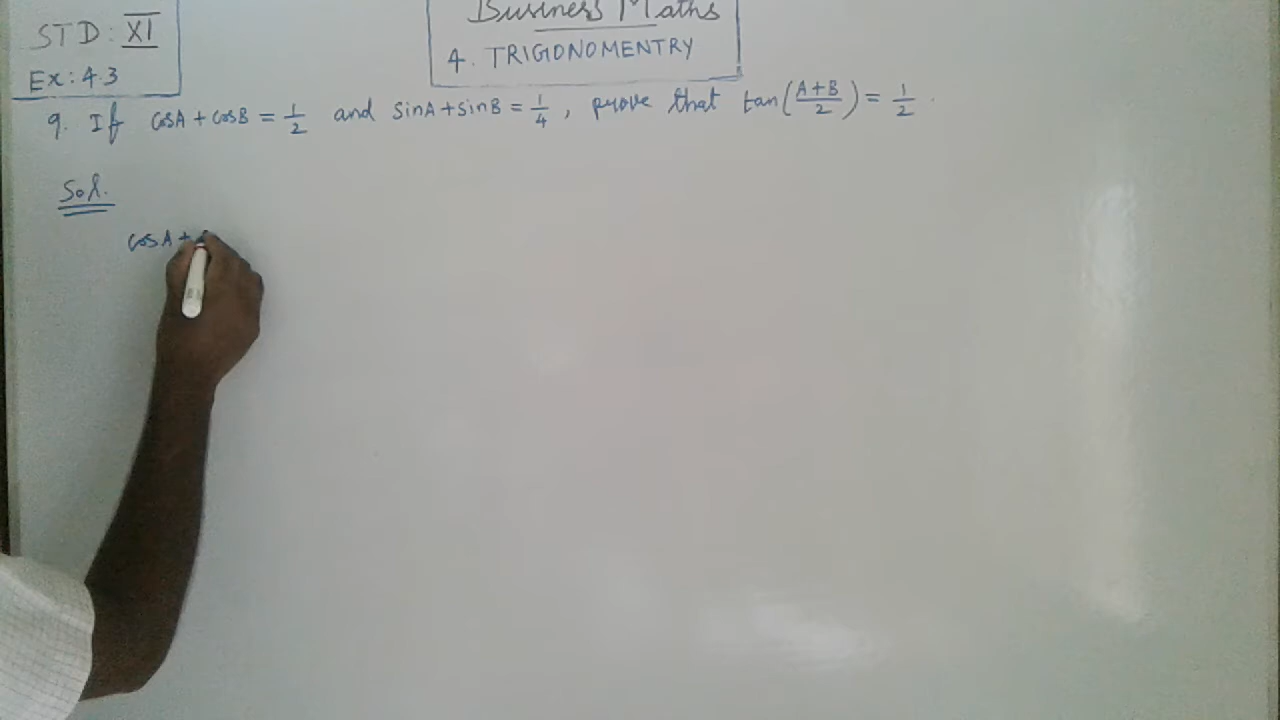 STD: XI
Ex: 4.3
Business Maths
4. TRIGONOMENTRY
9. If cosA + cosB = 1/2 and sinA + sinB = 1/4, prove that tan((A+B)/2) = 1/2.
Sol.
cosA +